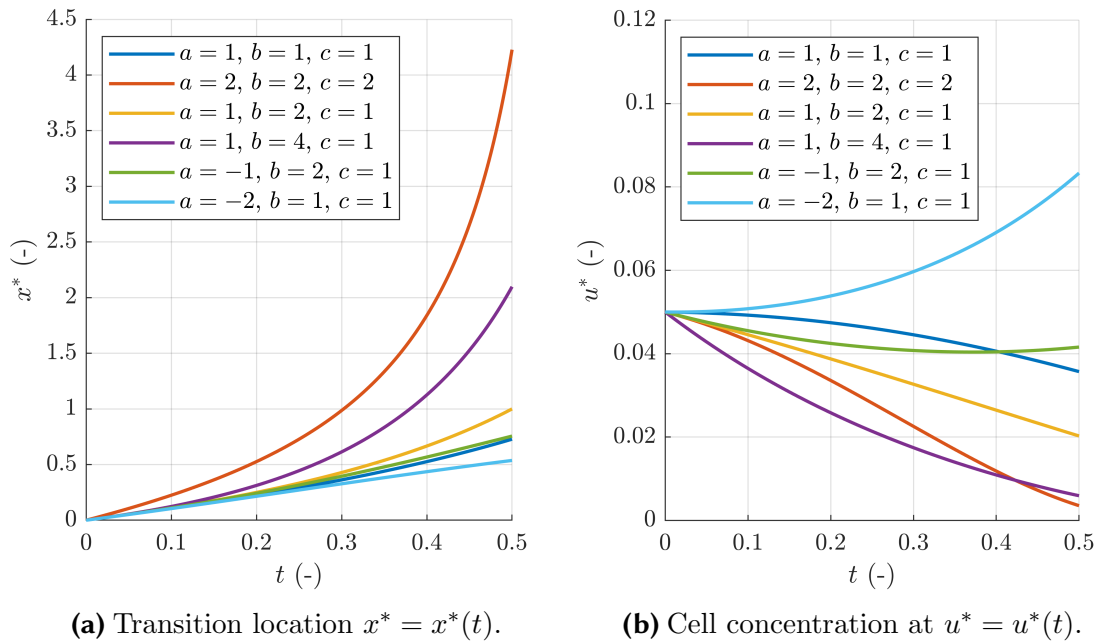 4.5
4
3.5
3
2.5
2
1.5
1
0.5
0
0
0.1
0.2
0.3
0.4
0.5
x* (-)
t (-)
a = 1, b = 1, c = 1
a = 2, b = 2, c = 2
a = 1, b = 2, c = 1
a = 1, b = 4, c = 1
a = −1, b = 2, c = 1
a = −2, b = 1, c = 1
(a) Transition location x* = x*(t).
0.12
0.1
0.08
0.06
0.04
0.02
0
0
0.1
0.2
0.3
0.4
0.5
u* (-)
t (-)
a = 1, b = 1, c = 1
a = 2, b = 2, c = 2
a = 1, b = 2, c = 1
a = 1, b = 4, c = 1
a = −1, b = 2, c = 1
a = −2, b = 1, c = 1
(b) Cell concentration at u* = u*(t).